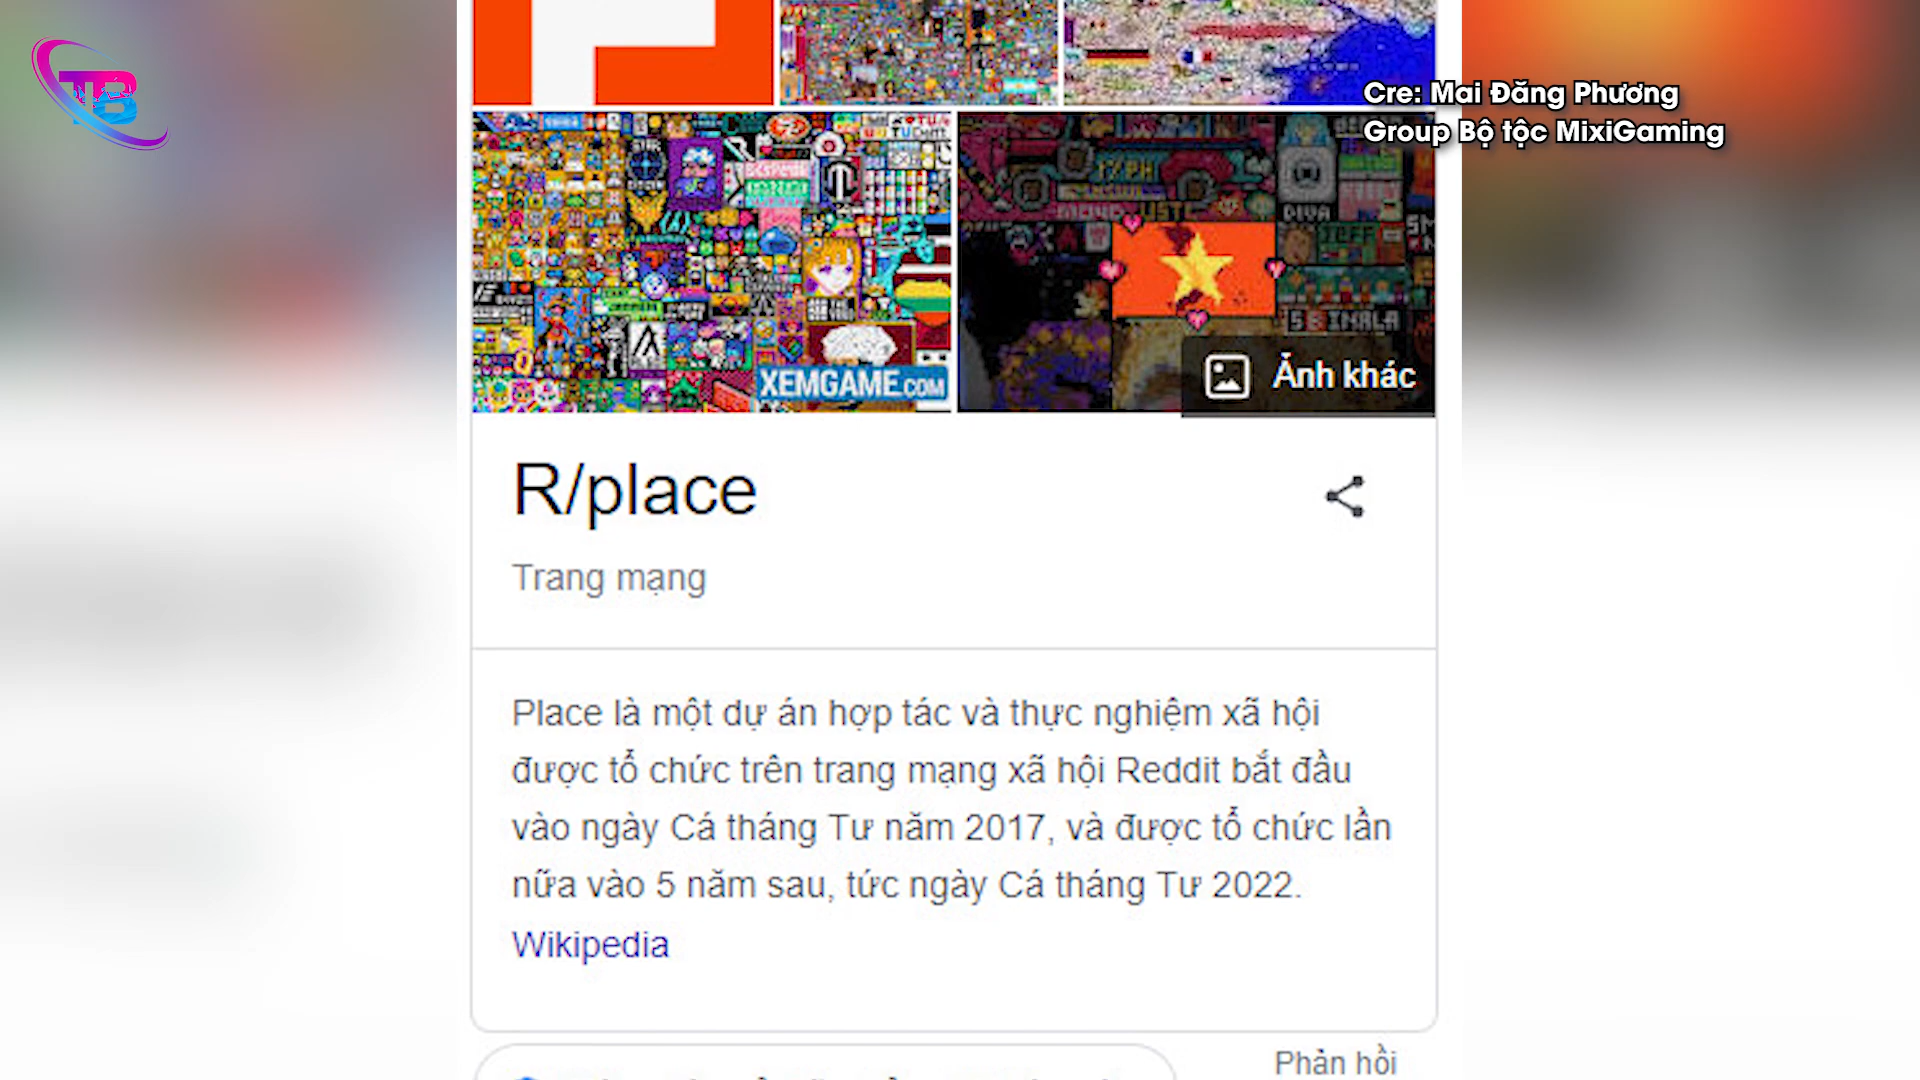 TB
Cre: Mai Đăng Phương
Group Bộ tộc MixiGaming
DIVA
XEMGAME.COM
Ảnh khác
R/place
Trang mạng
Place là một dự án hợp tác và thực nghiệm xã hội
được tổ chức trên trang mạng xã hội Reddit bắt đầu
vào ngày Cá tháng Tư năm 2017, và được tổ chức lần
nữa vào 5 năm sau, tức ngày Cá tháng Tư 2022.
Wikipedia
Phản hồi